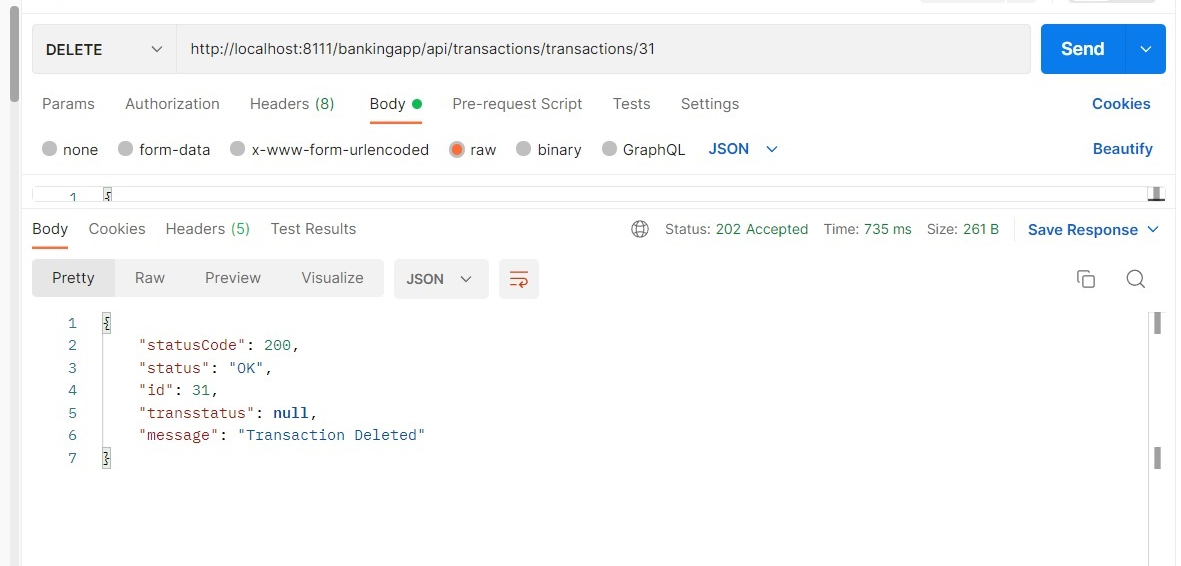 DELETE http://localhost:8111/bankingapp/api/transactions/transactions/31 Send
Params Authorization Headers (8) Body Pre-request Script Tests Settings Cookies
none form-data x-www-form-urlencoded raw binary GraphQL JSON Beautify
1 {
Body Cookies Headers (5) Test Results Status: 202 Accepted Time: 735 ms Size: 261 B Save Response
Pretty Raw Preview Visualize JSON
1 {
2 "statusCode": 200,
3 "status": "OK",
4 "id": 31,
5 "transstatus": null,
6 "message": "Transaction Deleted"
7 }